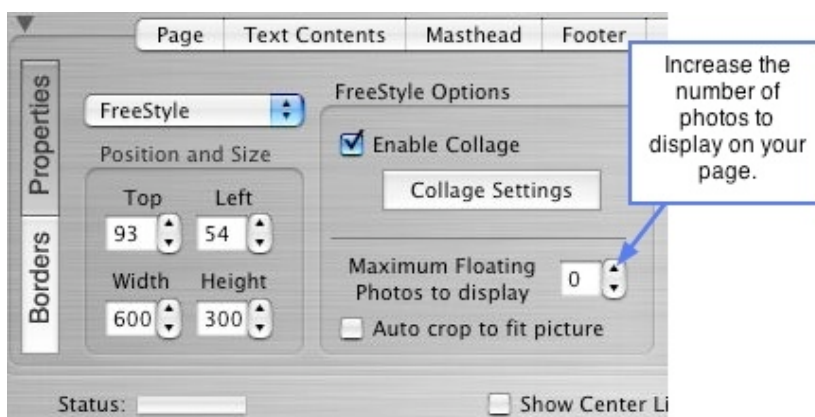 Page
Text Contents
Masthead
Footer
Increase the
number of
photos to
display on your
page.
Properties
Borders
FreeStyle
Position and Size
Top
Left
93
54
Width
Height
600
300
FreeStyle Options
Enable Collage
Collage Settings
Maximum Floating
Photos to display
0
Auto crop to fit picture
Status:
Show Center Li